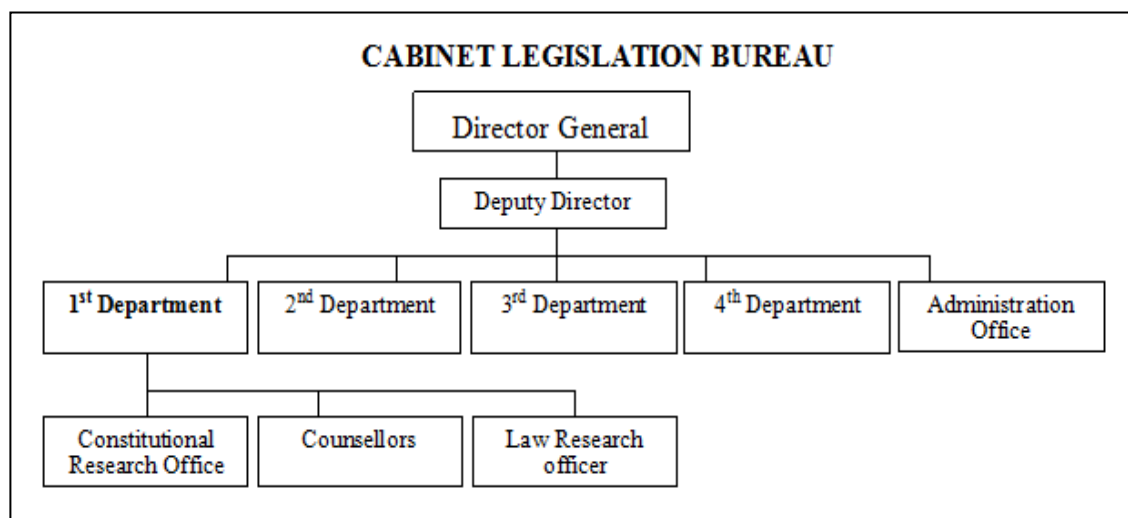 CABINET LEGISLATION BUREAU
Director General
Deputy Director
1st Department
2nd Department
3rd Department
4th Department
Administration
Office
Constitutional
Research Office
Counsellors
Law Research
officer